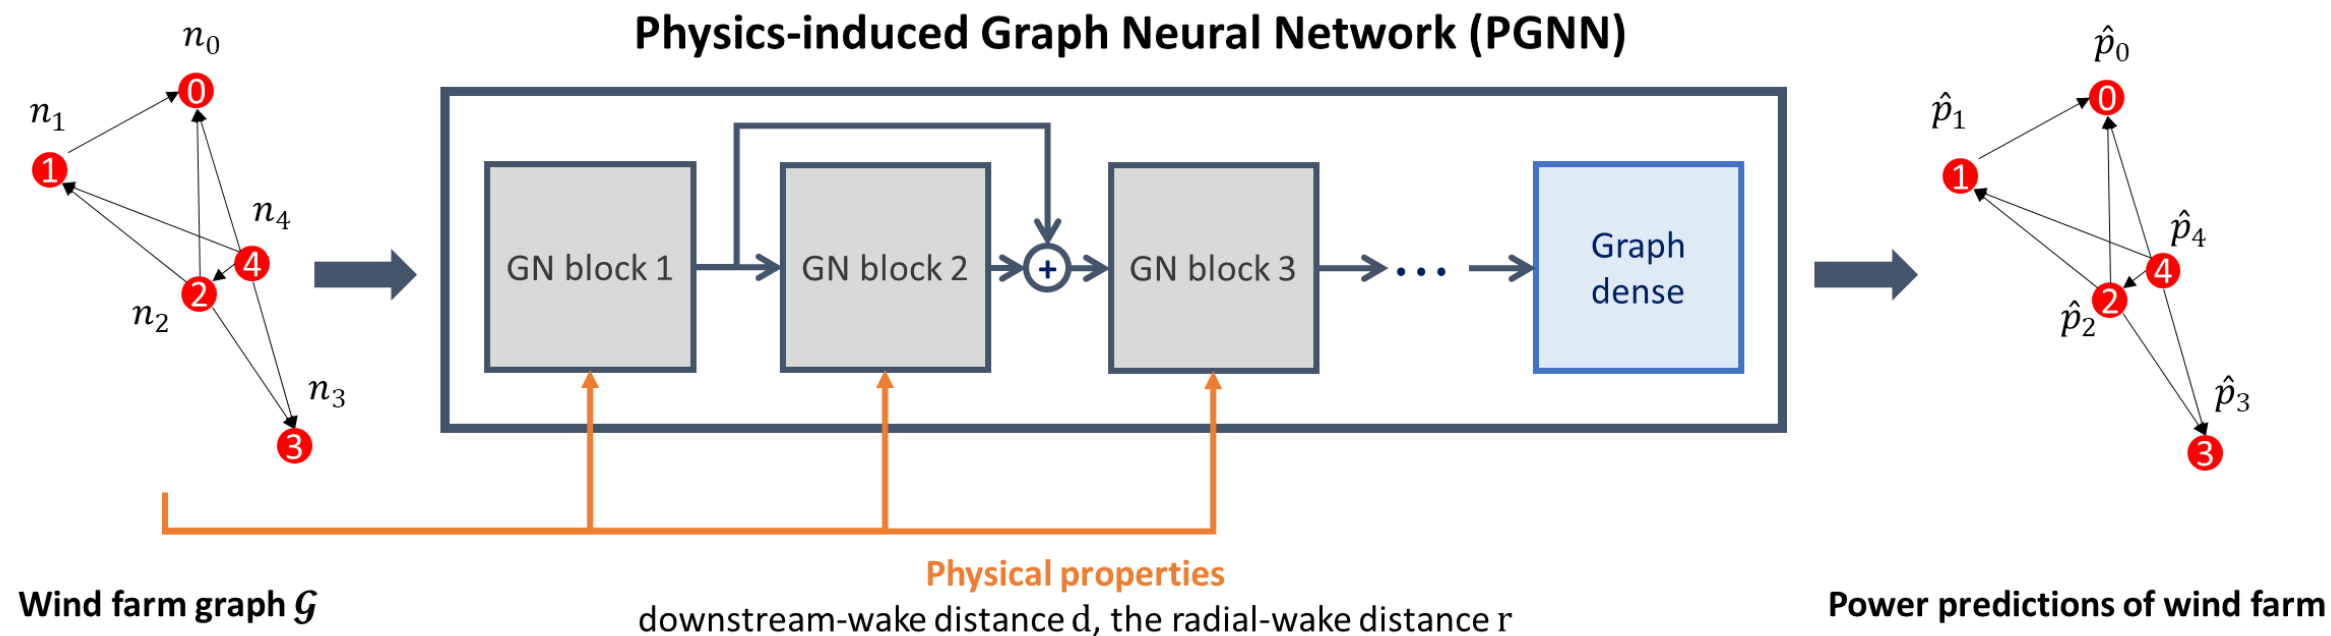 Physics-induced Graph Neural Network (PGNN)
n₀
n₁
n₄
n₂
n₃
0
1
4
2
3
GN block 1
GN block 2
+
GN block 3
...
Graph
dense
p̂₀
p̂₁
p̂₄
p̂₂
p̂₃
0
1
4
2
3
Physical properties
downstream-wake distance d, the radial-wake distance r
Wind farm graph 𝒢
Power predictions of wind farm